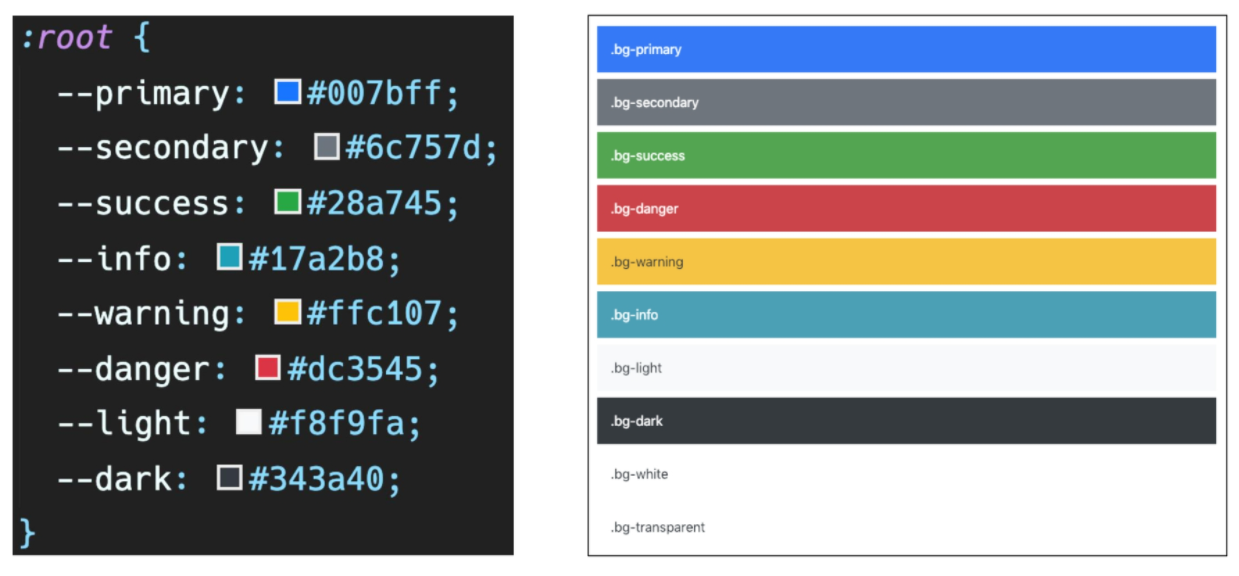 :root {
--primary: #007bff;
--secondary: #6c757d;
--success: #28a745;
--info: #17a2b8;
--warning: #ffc107;
--danger: #dc3545;
--light: #f8f9fa;
--dark: #343a40;
}
.bg-primary
.bg-secondary
.bg-success
.bg-danger
.bg-warning
.bg-info
.bg-light
.bg-dark
.bg-white
.bg-transparent